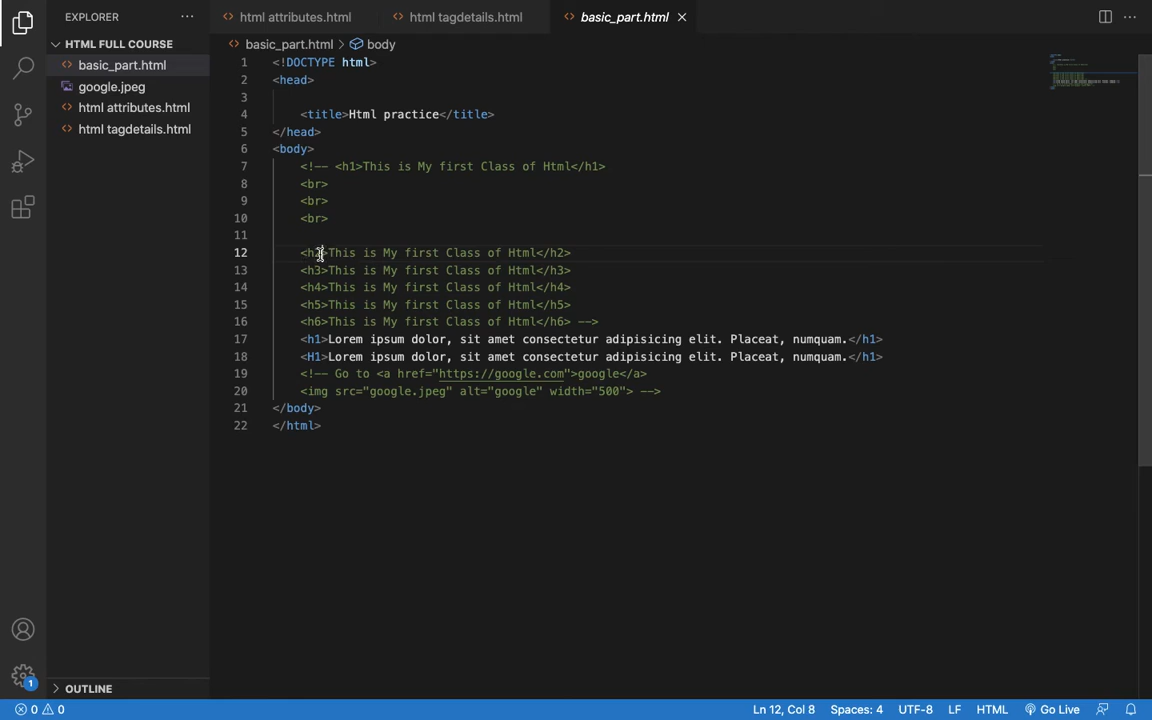 EXPLORER
html attributes.html
html tagdetails.html
basic_part.html
HTML FULL COURSE
basic_part.html > body
basic_part.html
google.jpeg
html attributes.html
html tagdetails.html
1 <!DOCTYPE html>
2 <head>
3
4 <title>Html practice</title>
5 </head>
6 <body>
7 <!-- <h1>This is My first Class of Html</h1>
8 <br>
9 <br>
10 <br>
11
12 <h2>This is My first Class of Html</h2>
13 <h3>This is My first Class of Html</h3>
14 <h4>This is My first Class of Html</h4>
15 <h5>This is My first Class of Html</h5>
16 <h6>This is My first Class of Html</h6> -->
17 <h1>Lorem ipsum dolor, sit amet consectetur adipisicing elit. Placeat, numquam.</h1>
18 <H1>Lorem ipsum dolor, sit amet consectetur adipisicing elit. Placeat, numquam.</h1>
19 <!-- Go to <a href="https://google.com">google</a>
20 <img src="google.jpeg" alt="google" width="500"> -->
21 </body>
22 </html>
1
OUTLINE
0 0
Ln 12, Col 8
Spaces: 4
UTF-8
LF
HTML
Go Live